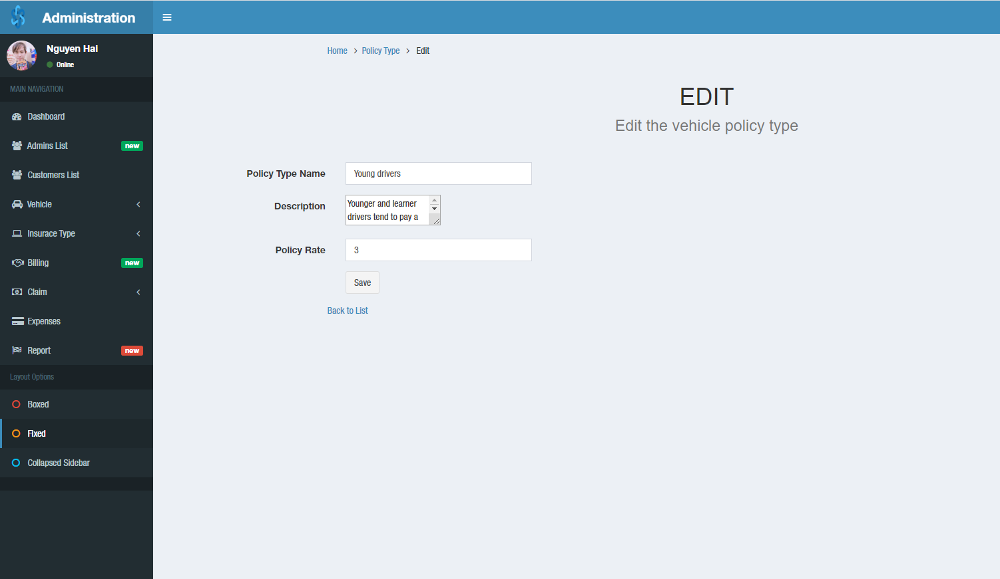 Administration
Nguyen Hai
Online
MAIN NAVIGATION
Dashboard
Admins List new
Customers List
Vehicle
Insurace Type
Billing new
Claim
Expenses
Report new
Layout Options
Boxed
Fixed
Collapsed Sidebar
Home > Policy Type > Edit
EDIT
Edit the vehicle policy type
Policy Type Name Young drivers
Description Younger and learner
drivers tend to pay a
Policy Rate 3
Save
Back to List